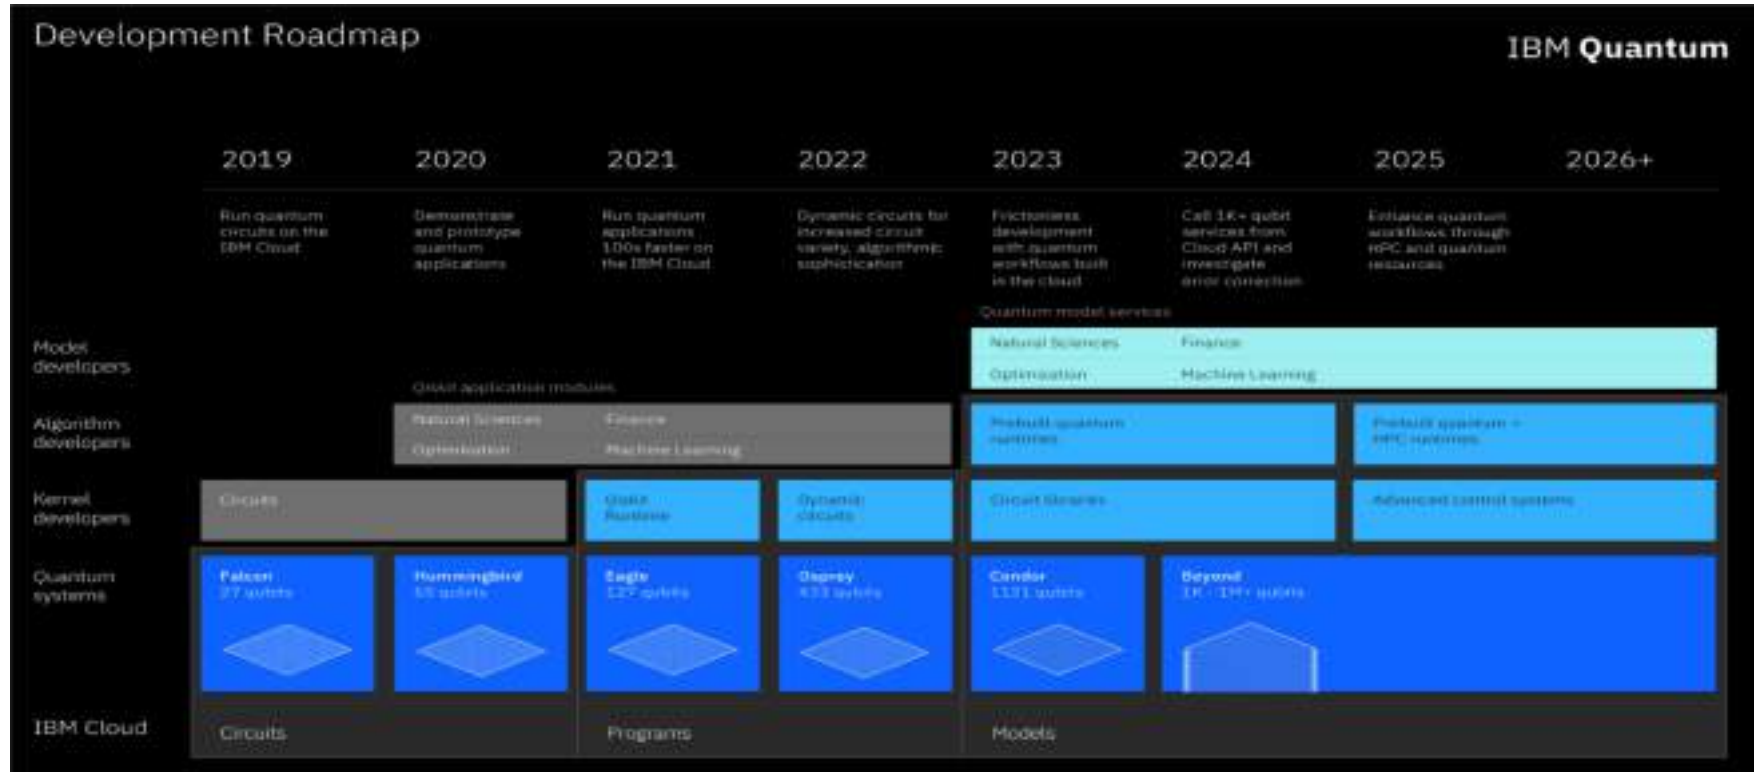 Development Roadmap
IBM Quantum
2019
2020
2021
2022
2023
2024
2025
2026+
Run quantum
circuits on the
IBM Cloud
Demonstrate
and prototype
quantum
applications
Run quantum
applications
100x faster on
the IBM Cloud
Dynamic circuits for
increased circuit
variety, algorithmic
sophistication
Frictionless
development
with quantum
workflows built
in the cloud
Call 1K+ qubit
services from
Cloud API and
investigate
error correction
Enhance quantum
workflows through
HPC and quantum
resources
Quantum model services
Model
developers
Natural Sciences
Finance
Optimization
Machine Learning
Qiskit application modules
Algorithm
developers
Natural Sciences
Finance
Optimization
Machine Learning
Prebuilt quantum
runtimes
Prebuilt quantum +
HPC runtimes
Kernel
developers
Circuits
Qiskit
Runtime
Dynamic
circuits
Circuit libraries
Advanced control systems
Quantum
systems
Falcon
27 qubits
Hummingbird
65 qubits
Eagle
127 qubits
Osprey
433 qubits
Condor
1121 qubits
Beyond
1K - 1M+ qubits
IBM Cloud
Circuits
Programs
Models